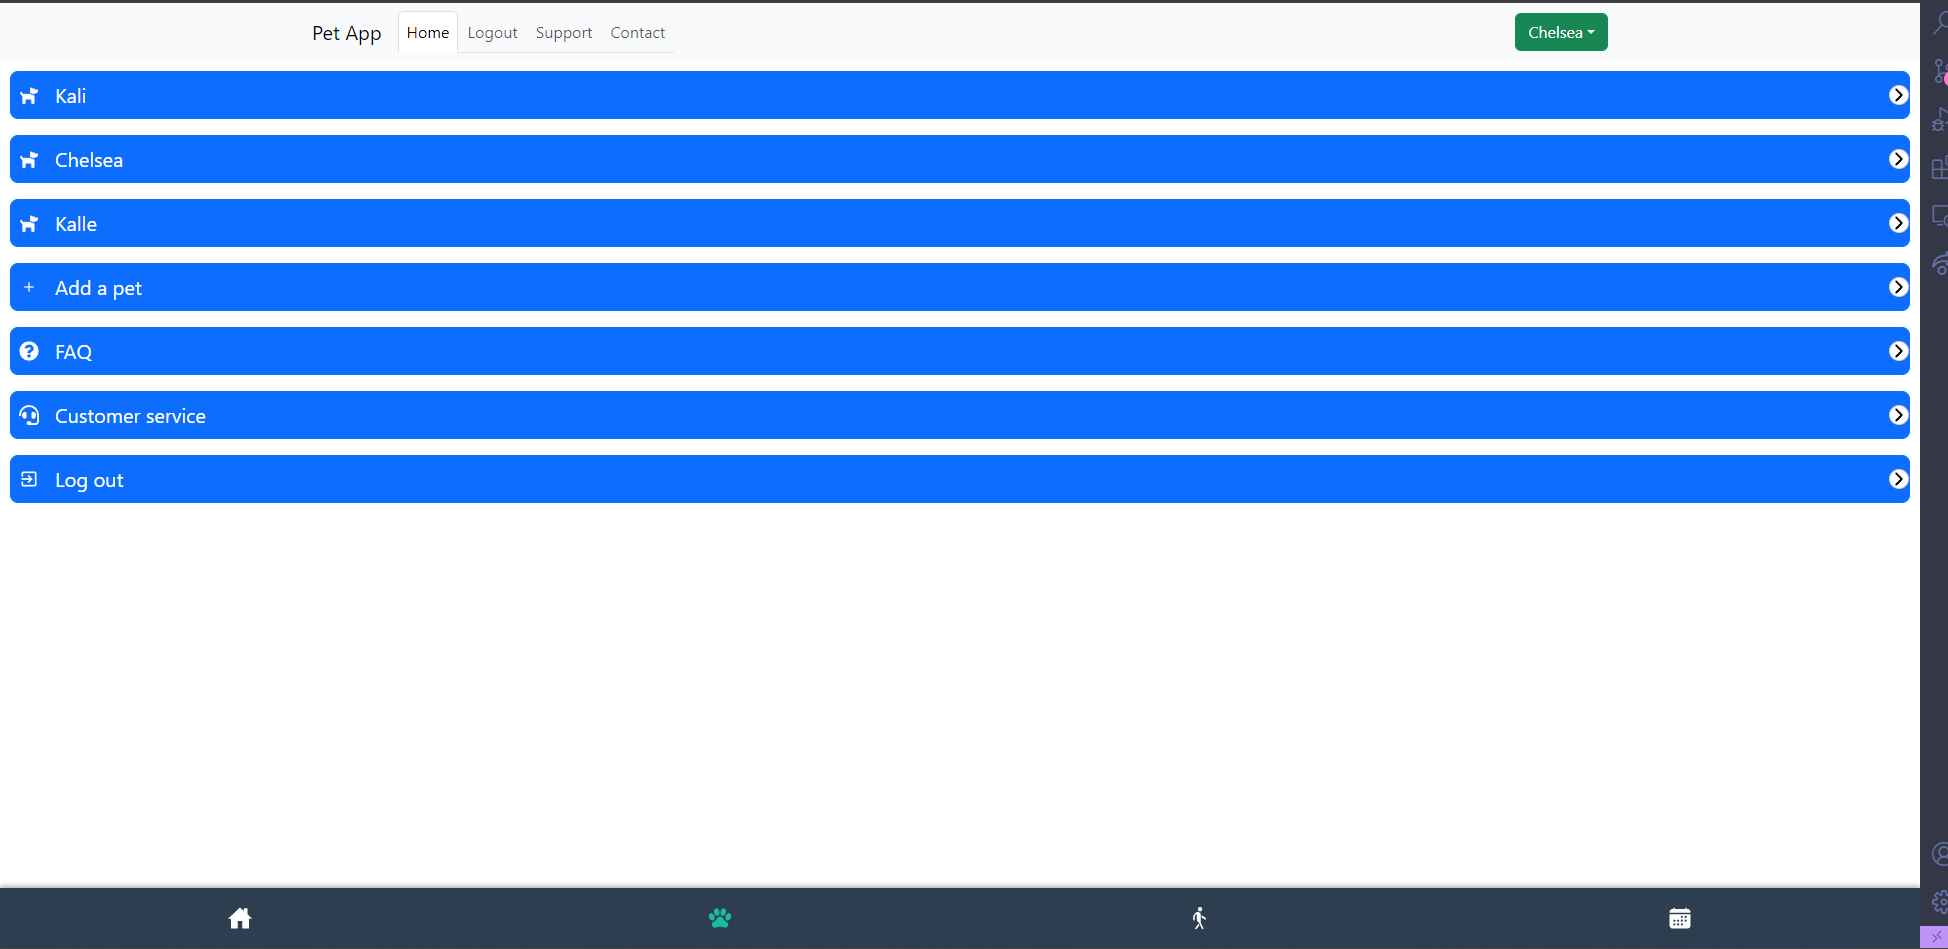 Pet App Home Logout Support Contact Chelsea
Kali
Chelsea
Kalle
Add a pet
FAQ
Customer service
Log out